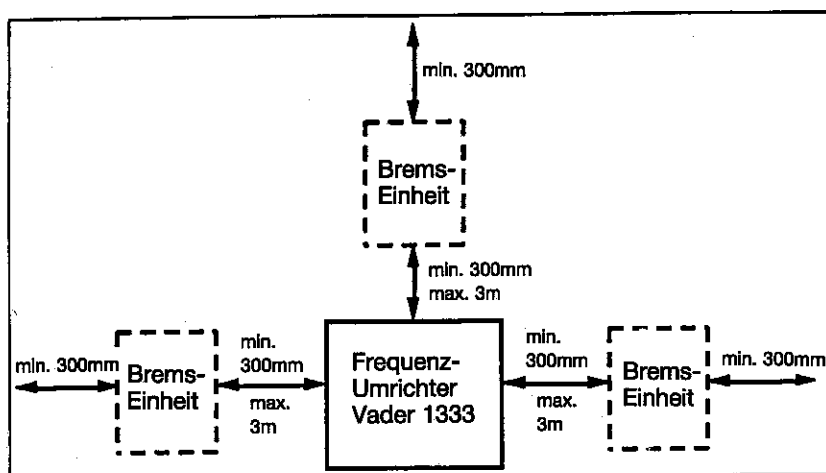 min. 300mm
Brems-
Einheit
min. 300mm
max. 3m
min. 300mm
Brems-
Einheit
min.
300mm
max.
3m
Frequenz-
Umrichter
Vader 1333
min.
300mm
max.
3m
Brems-
Einheit
min. 300mm